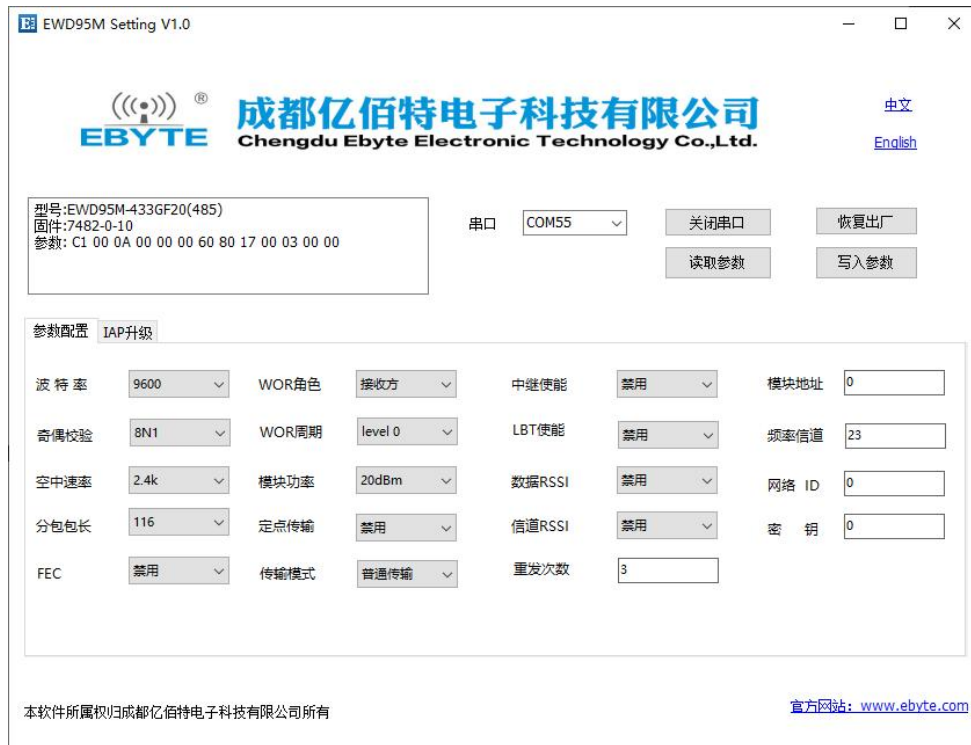 EWD95M Setting V1.0
®
EBYTE
成都亿佰特电子科技有限公司
Chengdu Ebyte Electronic Technology Co.,Ltd.
中文
English
型号:EWD95M-433GF20(485)
固件:7482-0-10
参数: C1 00 0A 00 00 00 60 80 17 00 03 00 00
串口 COM55 关闭串口 恢复出厂
读取参数 写入参数
参数配置 IAP升级
波特率 9600 WOR角色 接收方 中继使能 禁用 模块地址 0
奇偶校验 8N1 WOR周期 level 0 LBT使能 禁用 频率信道 23
空中速率 2.4k 模块功率 20dBm 数据RSSI 禁用 网络 ID 0
分包包长 116 定点传输 禁用 信道RSSI 禁用 密 钥 0
FEC 禁用 传输模式 普通传输 重发次数 3
本软件所属权归成都亿佰特电子科技有限公司所有
官方网站：www.ebyte.com